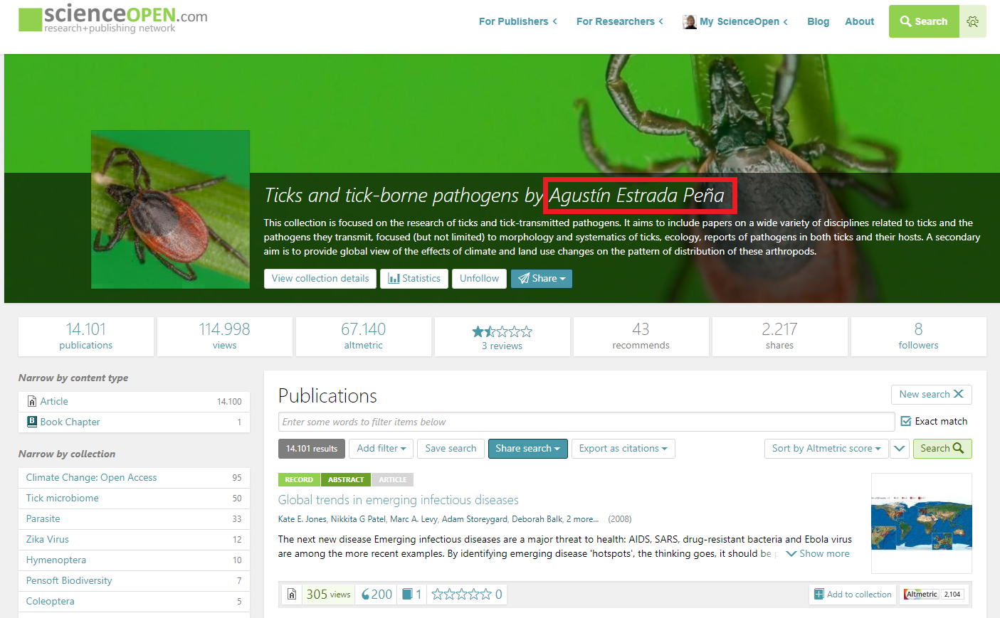 scienceOPEN.com
research+publishing network
For Publishers
For Researchers
My ScienceOpen
Blog
About
Search
Ticks and tick-borne pathogens by Agustín Estrada Peña
This collection is focused on the research of ticks and tick-transmitted pathogens. It aims to include papers on a wide variety of disciplines related to ticks and the
pathogens they transmit, focused (but not limited) to morphology and systematics of ticks, ecology, reports of pathogens in both ticks and their hosts. A secondary
aim is to provide global view of the effects of climate and land use changes on the pattern of distribution of these arthropods.
View collection details
Statistics
Unfollow
Share
14.101
publications
114.998
views
67.140
altmetric
3 reviews
43
recommends
2.217
shares
8
followers
Narrow by content type
Article 14.100
Book Chapter 1
Narrow by collection
Climate Change: Open Access 95
Tick microbiome 50
Parasite 33
Zika Virus 12
Hymenoptera 10
Pensoft Biodiversity 7
Coleoptera 5
Publications
New search
Enter some words to filter items below
Exact match
14.101 results
Add filter
Save search
Share search
Export as citations
Sort by Altmetric score
Search
RECORD ABSTRACT ARTICLE
Global trends in emerging infectious diseases
Kate E. Jones, Nikkita G Patel, Marc A. Levy, Adam Storeygard, Deborah Balk, 2 more... (2008)
The next new disease Emerging infectious diseases are a major threat to health: AIDS, SARS, drug-resistant bacteria and Ebola virus
are among the more recent examples. By identifying emerging disease 'hotspots', the thinking goes, it should be
Show more
305 views
200
1
0
Add to collection
Altmetric 2,104